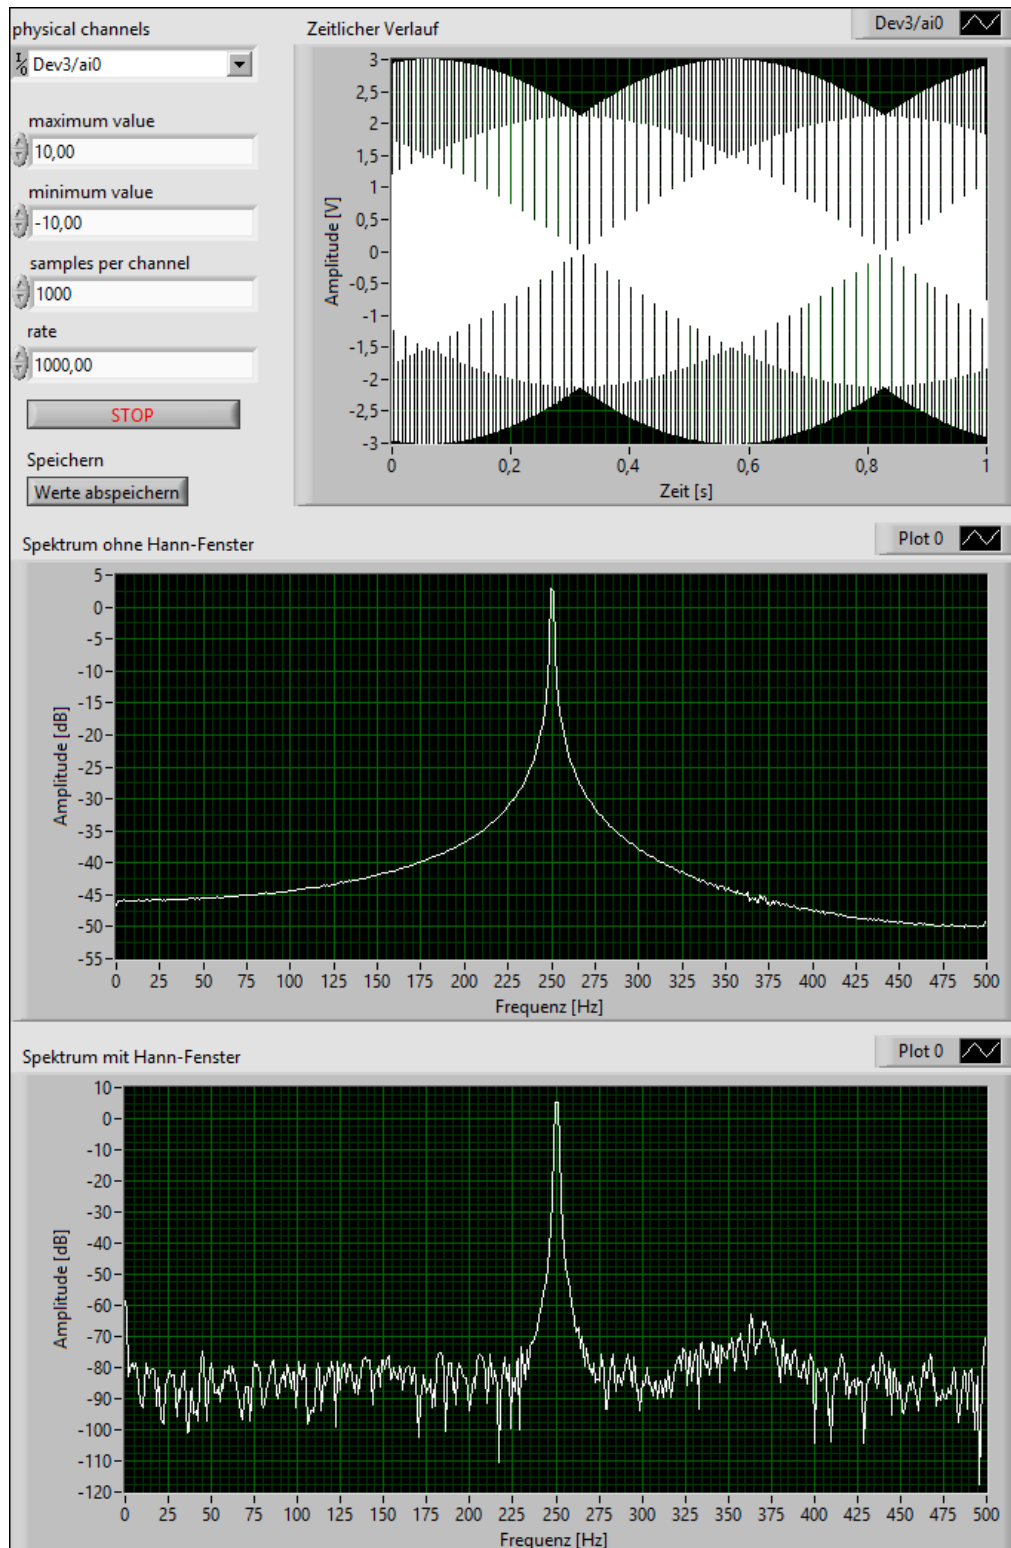 physical channels
Dev3/ai0
maximum value
10,00
minimum value
-10,00
samples per channel
1000
rate
1000,00
STOP
Speichern
Werte abspeichern
Zeitlicher Verlauf
Dev3/ai0
Amplitude [V]
3
2,5
2
1,5
1
0,5
0
-0,5
-1
-1,5
-2
-2,5
-3
0 0,2 0,4 0,6 0,8 1
Zeit [s]
Spektrum ohne Hann-Fenster
Plot 0
Amplitude [dB]
5
0
-5
-10
-15
-20
-25
-30
-35
-40
-45
-50
-55
0 25 50 75 100 125 150 175 200 225 250 275 300 325 350 375 400 425 450 475 500
Frequenz [Hz]
Spektrum mit Hann-Fenster
Plot 0
Amplitude [dB]
10
0
-10
-20
-30
-40
-50
-60
-70
-80
-90
-100
-110
-120
0 25 50 75 100 125 150 175 200 225 250 275 300 325 350 375 400 425 450 475 500
Frequenz [Hz]